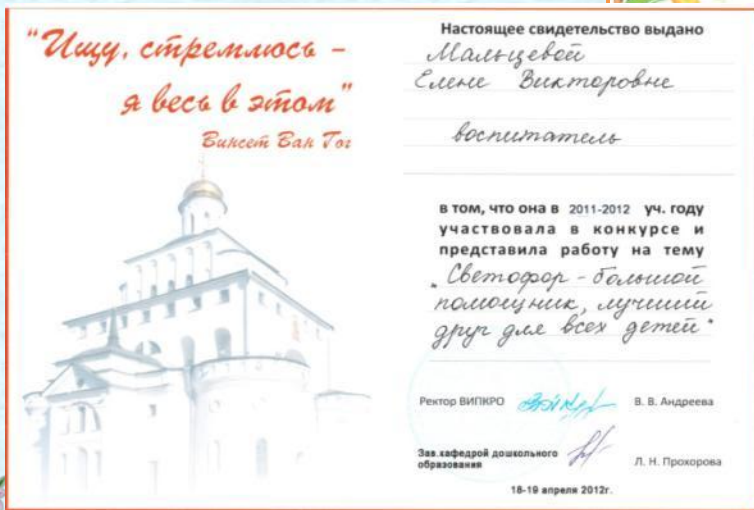 "Ищу, стремлюсь -
я весь в этом"
Винсет Ван Гог
Настоящее свидетельство выдано
Мальцевой
Елене Викторовне
воспитатель
в том, что она в 2011-2012 уч. году
участвовала в конкурсе и
представила работу на тему
"Светофор - большой
помощник, лучший
друг для всех детей"
Ректор ВИПКРО В. В. Андреева
Зав.кафедрой дошкольного
образования Л. Н. Прохорова
18-19 апреля 2012г.